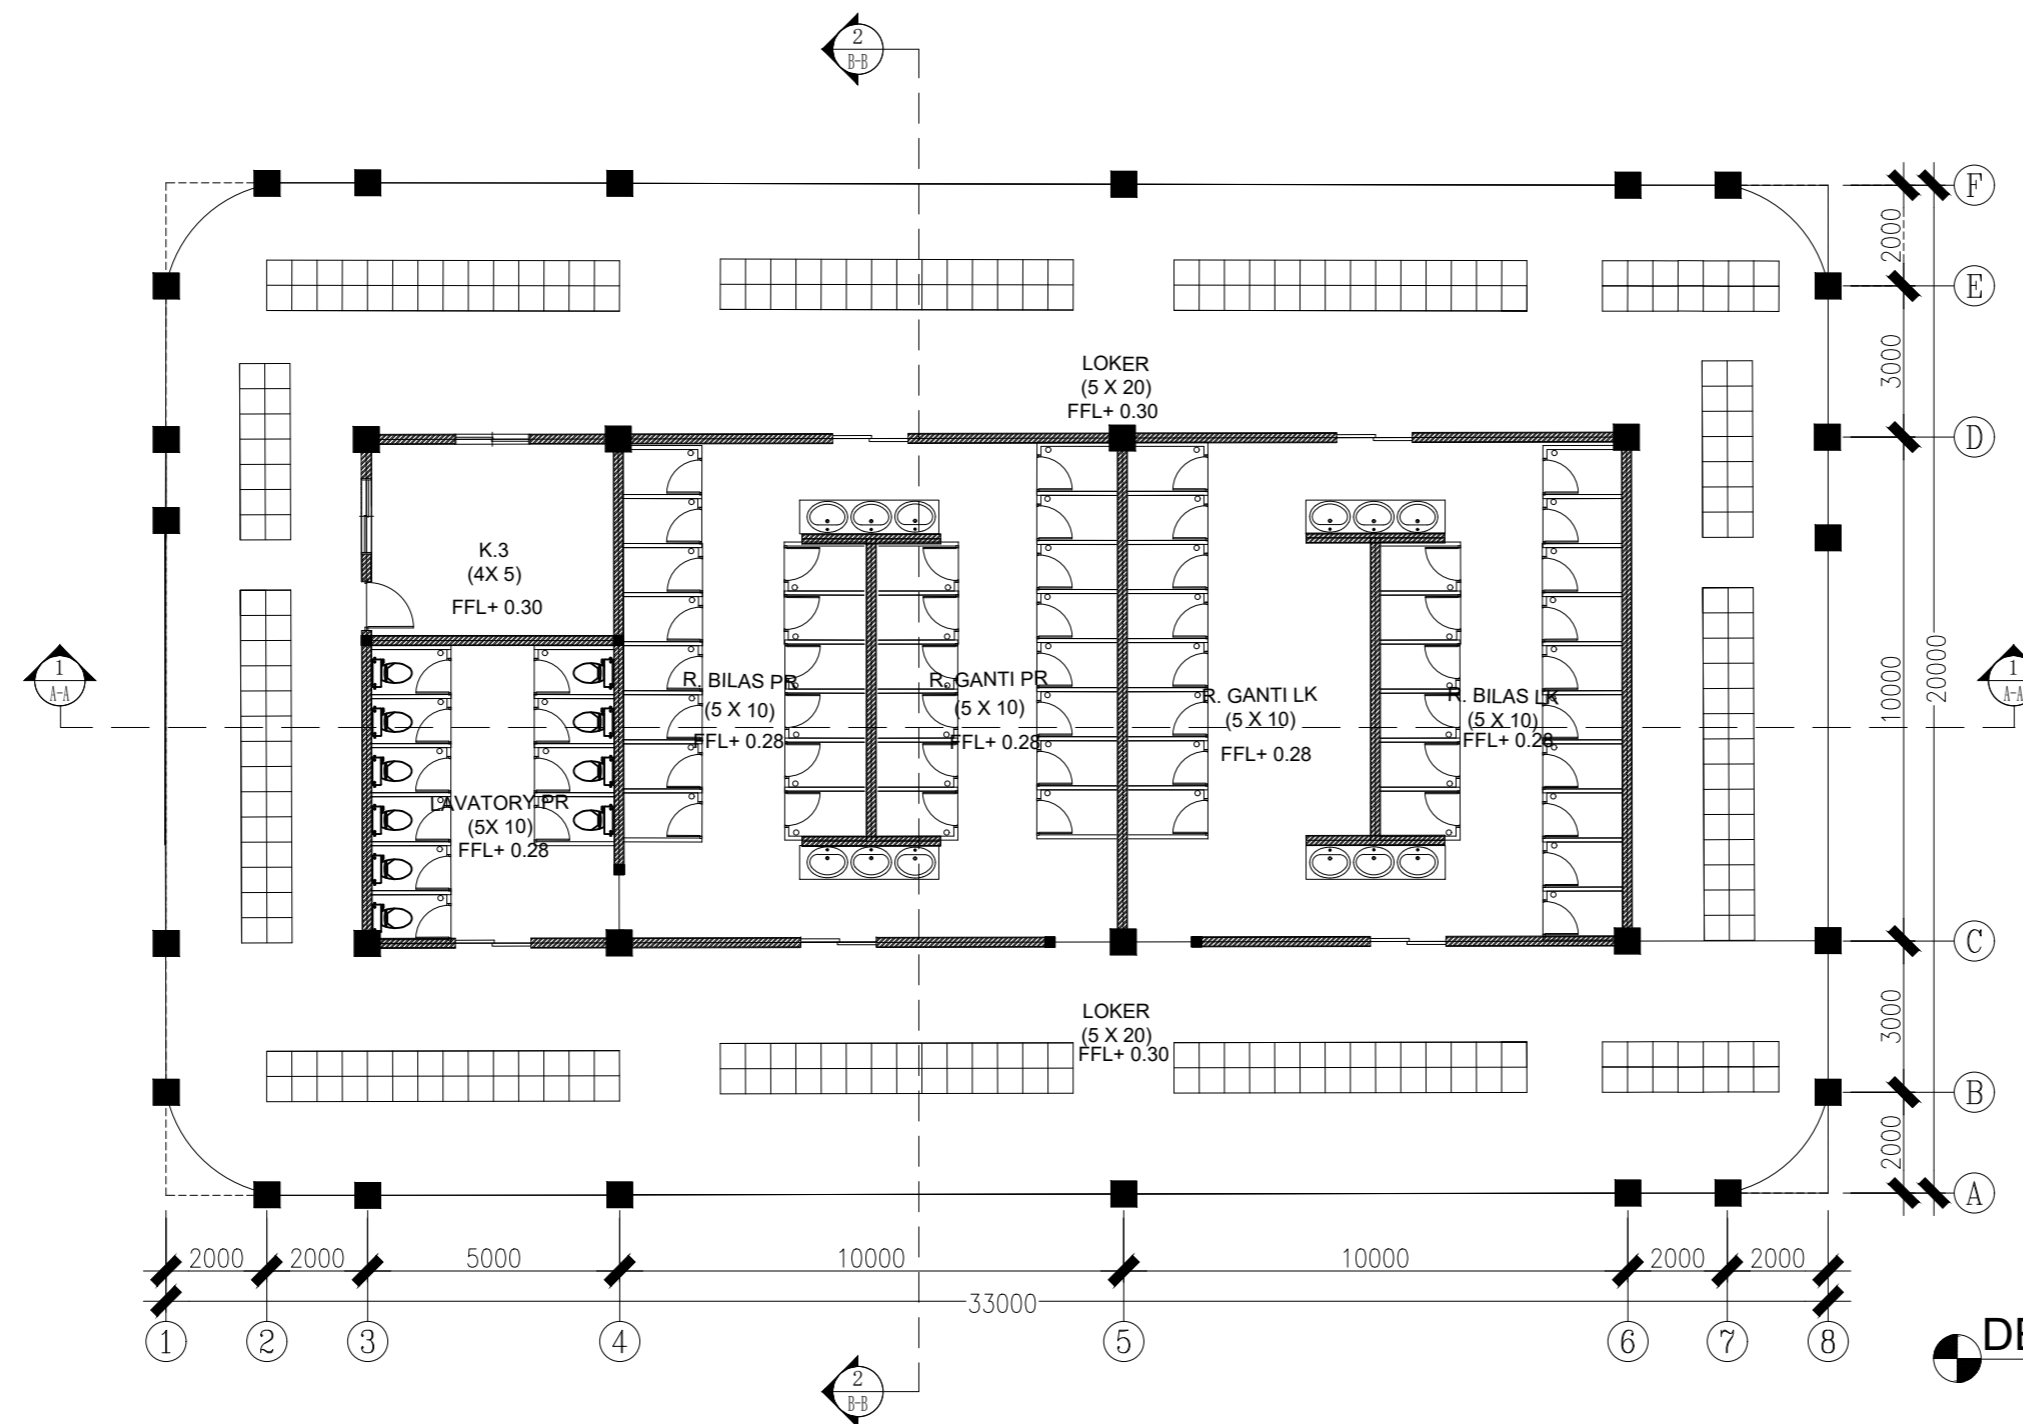 2
B-B
F
2000
E
LOKER
(5 X 20)
FFL+ 0.30
3000
D
K.3
(4X 5)
FFL+ 0.30
1
A-A
R. BILAS PR
(5 X 10)
FFL+ 0.28
R. GANTI PR
(5 X 10)
FFL+ 0.28
R. GANTI LK
(5 X 10)
FFL+ 0.28
R. BILAS LK
(5 X 10)
FFL+ 0.28
10000
20000
1
A-A
LAVATORY PR
(5X 10)
FFL+ 0.28
C
LOKER
(5 X 20)
FFL+ 0.30
3000
B
2000
A
2000
2000
5000
10000
10000
2000
2000
33000
1
2
3
4
5
6
7
8
2
B-B